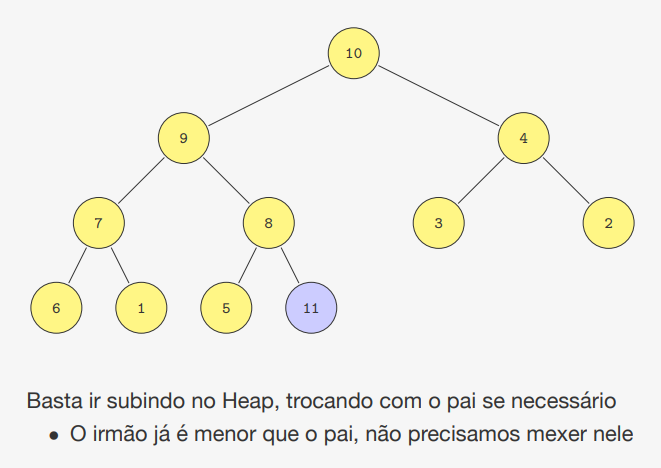 10
9 4
7 8 3 2
6 1 5 11
Basta ir subindo no Heap, trocando com o pai se necessário
• O irmão já é menor que o pai, não precisamos mexer nele